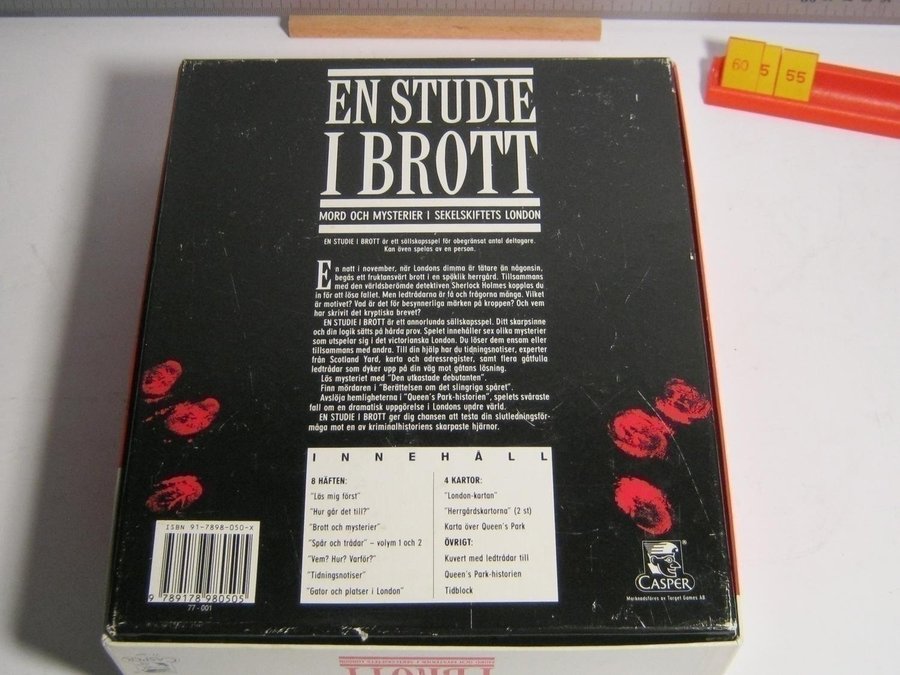 60 5 55
EN STUDIE
I BROTT
MORD OCH MYSTERIER I SEKELSKIFTETS LONDON
EN STUDIE I BROTT är ett sällskapsspel för obegränsat antal deltagare.
Kan även spelas av en person.
En natt i november, när Londons dimma är tätare än någonsin,
begås ett fruktansvärt brott i en spöklik herrgård. Tillsammans
med den världsberömde detektiven Sherlock Holmes kopplas du
in för att lösa fallet. Men ledtrådarna är få och frågorna många. Vilket
är motivet? Vad är det för besynnerliga märken på kroppen? Och vem
har skrivit det kryptiska brevet?
EN STUDIE I BROTT är ett annorlunda sällskapsspel. Ditt skarpsinne
och din logik sätts på hårda prov. Spelet innehåller sex olika mysterier
som utspelar sig i det victorianska London. Du löser dem ensam eller
tillsammans med andra. Till din hjälp har du tidningsnotiser, experter
från Scotland Yard, karta och adressregister, samt flera gåtfulla
ledtrådar som dyker upp på din väg mot gåtans lösning.
Lös mysteriet med "Den utkastade debutanten".
Finn mördaren i "Berättelsen om det slingriga spåret".
Avslöja hemligheterna i "Queen's Park-historien", spelets svåraste
fall om en dramatisk uppgörelse i Londons undre värld.
EN STUDIE I BROTT ger dig chansen att testa din slutledningsför-
måga mot en av kriminalhistoriens skarpaste hjärnor.
INNEHÅLL
8 HÄFTEN:
"Läs mig först"
"Hur går det till?"
"Brott och mysterier"
"Spår och trådar" – volym 1 och 2
"Vem? Hur? Varför?"
"Tidningsnotiser"
"Gator och platser i London"
4 KARTOR:
"London-kartan"
"Herrgårdskartorna" (2 st)
Karta över Queen's Park
ÖVRIGT:
Kuvert med ledtrådar till
Queen's Park-historien
Tidblock
ISBN 91-7898-050-X
9 789178 980505
77-001
CASPER
Marknadsföres av Target Games AB
CASPER
MORD OCH MYSTERIER I SEKELSKIFTETS LONDON
I BROTT